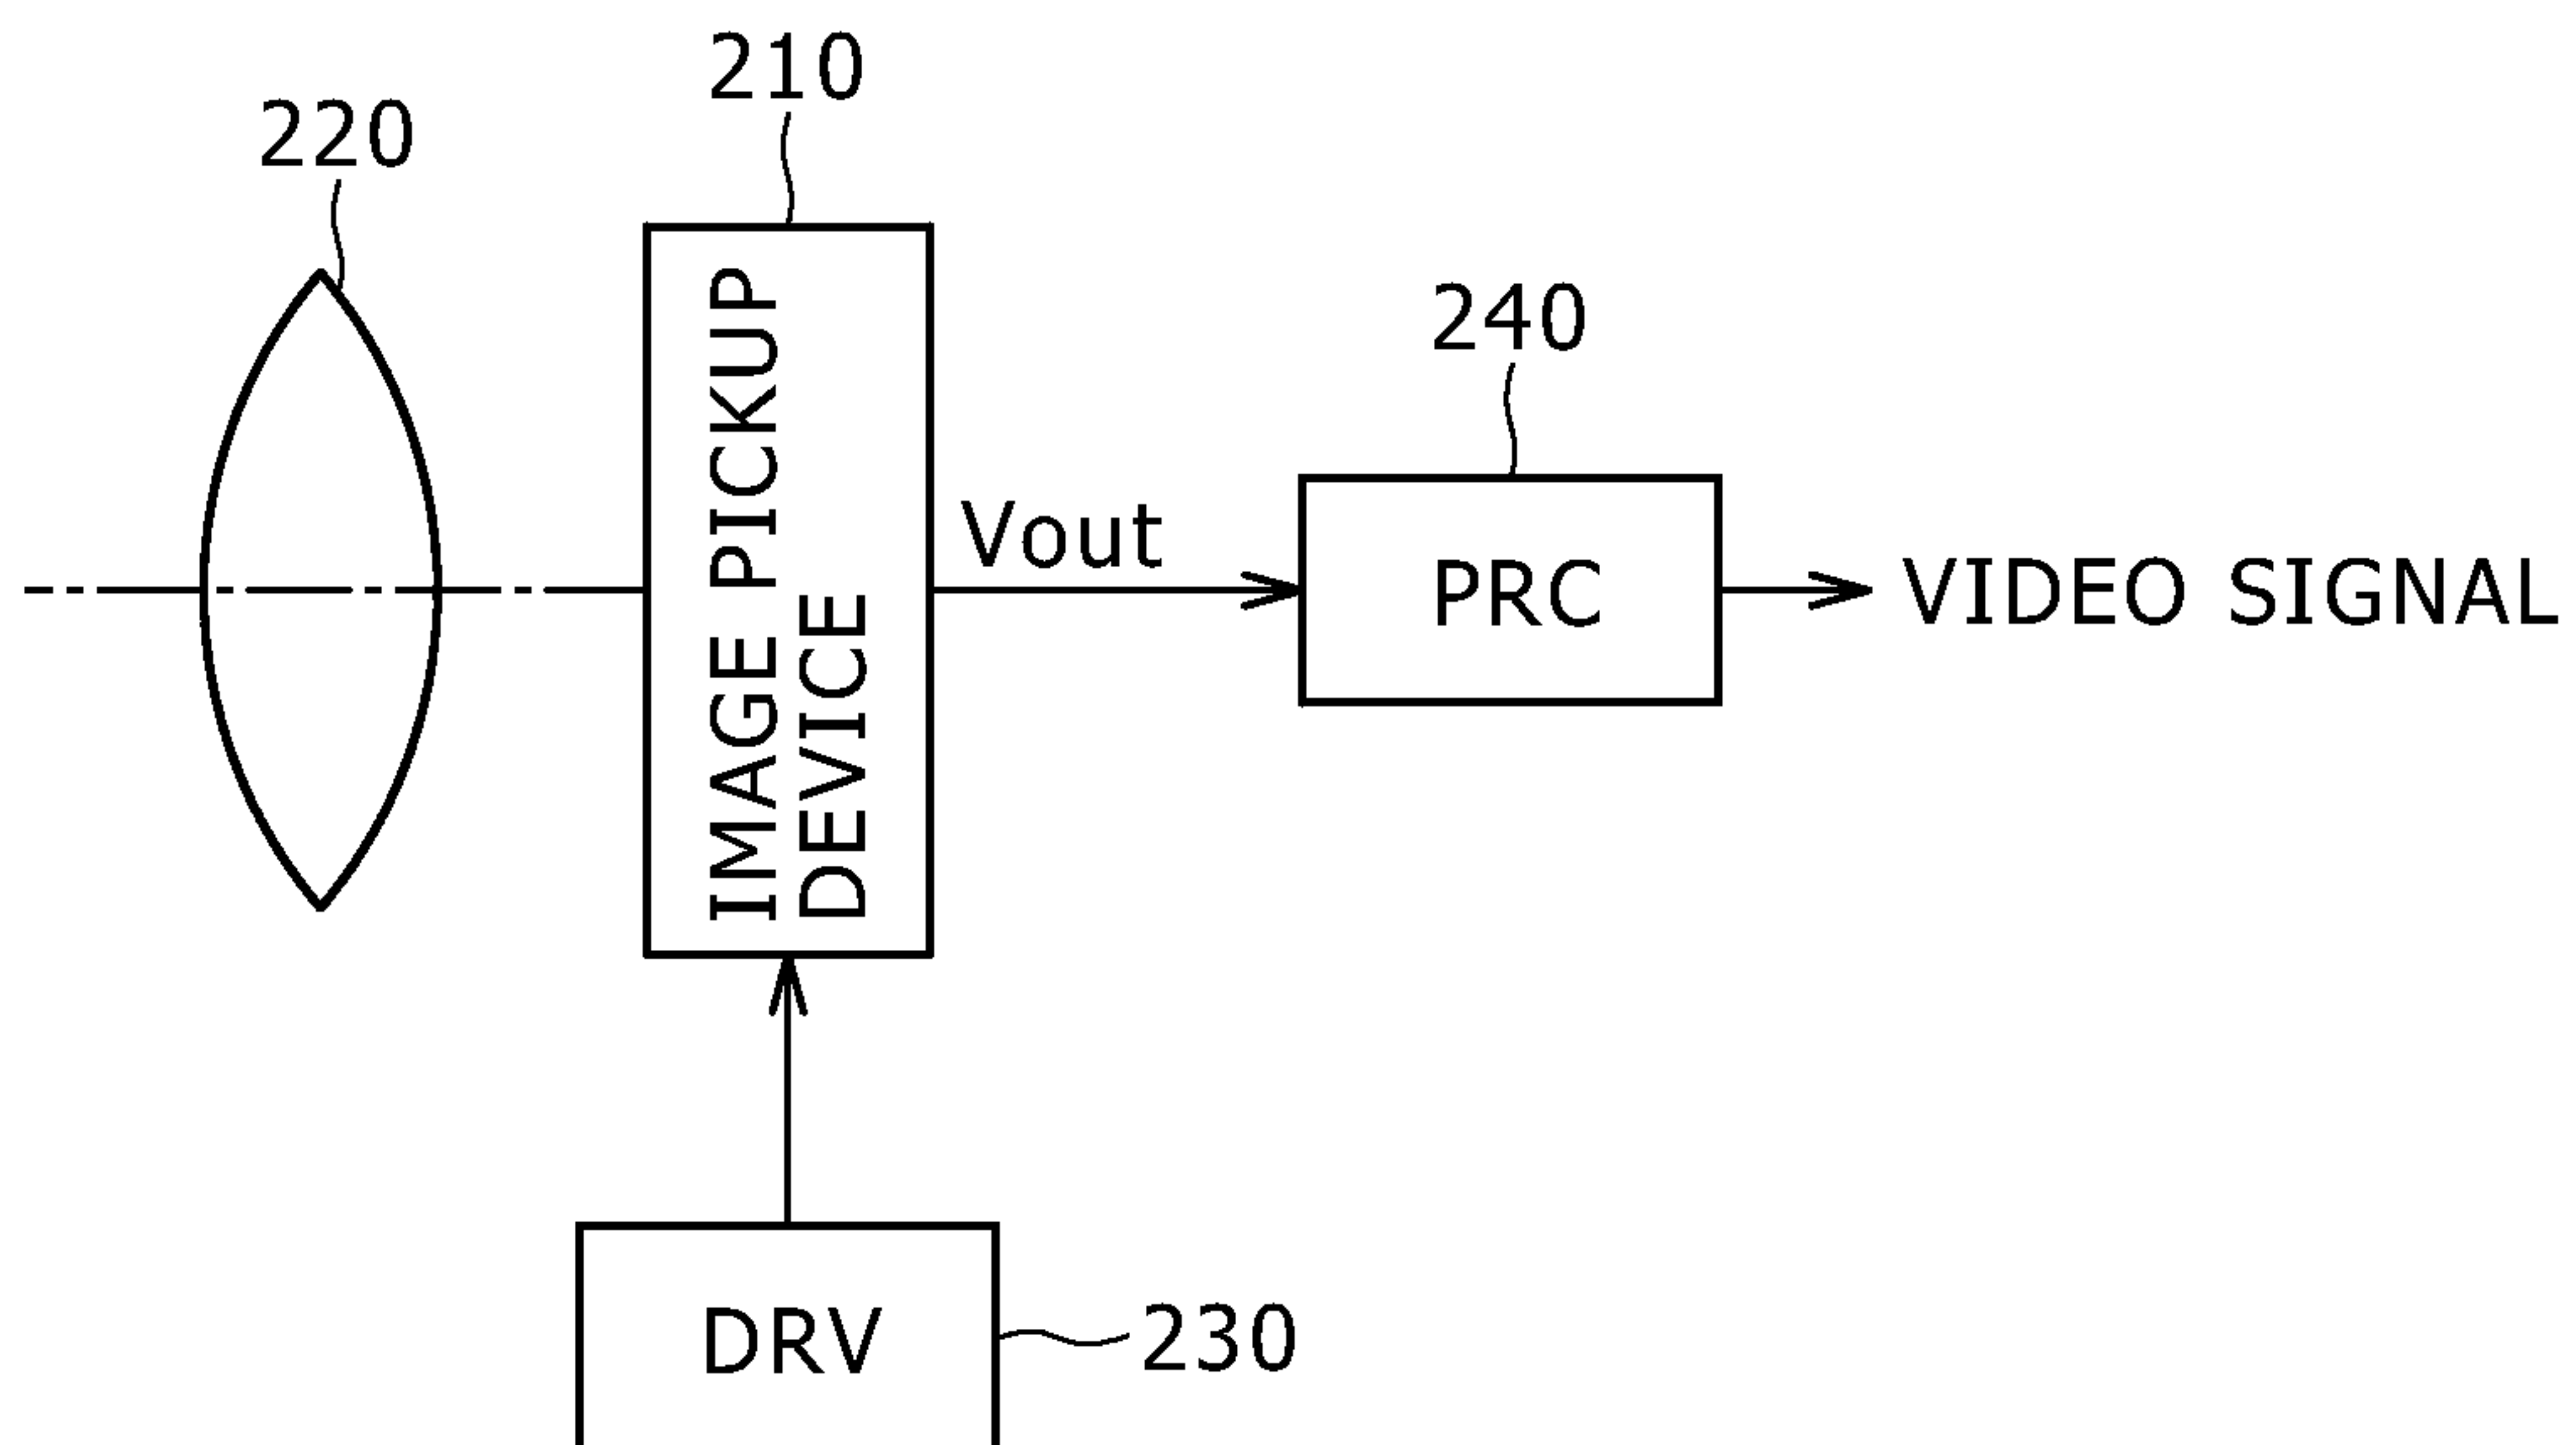 210
220
IMAGE PICKUP
DEVICE
240
Vout
PRC
VIDEO SIGNAL
DRV
230